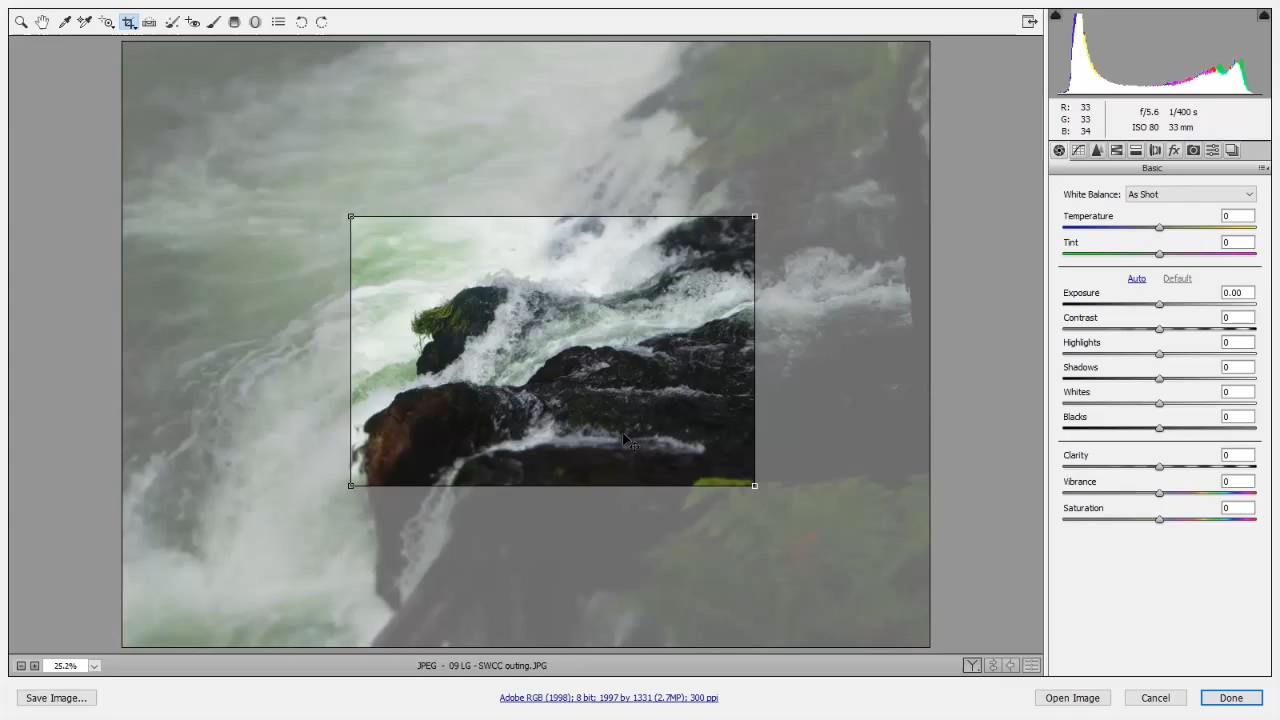 R: 33
G: 33
B: 34
f/5.6 1/400 s
ISO 80 33 mm
fx
Basic
White Balance: As Shot
Temperature 0
Tint 0
Auto Default
Exposure 0.00
Contrast 0
Highlights 0
Shadows 0
Whites 0
Blacks 0
Clarity 0
Vibrance 0
Saturation 0
25.2%
JPEG - 09 LG - SWCC outing.JPG
Y
Save Image...
Adobe RGB (1998); 8 bit; 1997 by 1331 (2.7MP); 300 ppi
Open Image
Cancel
Done